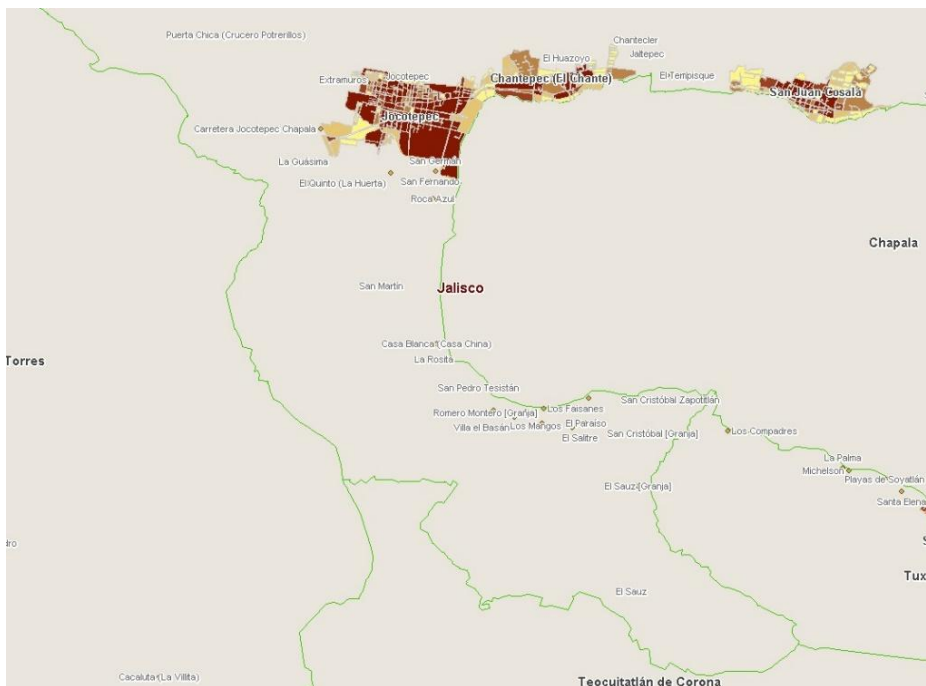 Puerta Chica (Crucero Potrerillos)
Chantecler
El Huazoyo
Jaltepec
Extramuros
Jocotepec
Chantepec (El Chante)
El Tempisque
San Juan Cosala
Jocotepec
Carretera Jocotepec Chapala
La Guásima
San Germán
El Quinto (La Huerta)
San Fernando
Roca Azul
Chapala
San Martín
Jalisco
Casa Blanca (Casa China)
La Rosita
Torres
San Pedro Tesistán
San Cristóbal Zapotitlán
Romero Montero [Granja]
Los Faisanes
Villa el Basán
Los Mangos
El Paraiso
El Salitre
San Cristóbal [Granja]
Los Compadres
La Palma
Michelson
Playas de Soyatlán
El Sauz [Granja]
Santa Elena
dro
S
Tux
El Sauz
Cacaluta (La Villita)
Teocuitatlán de Corona